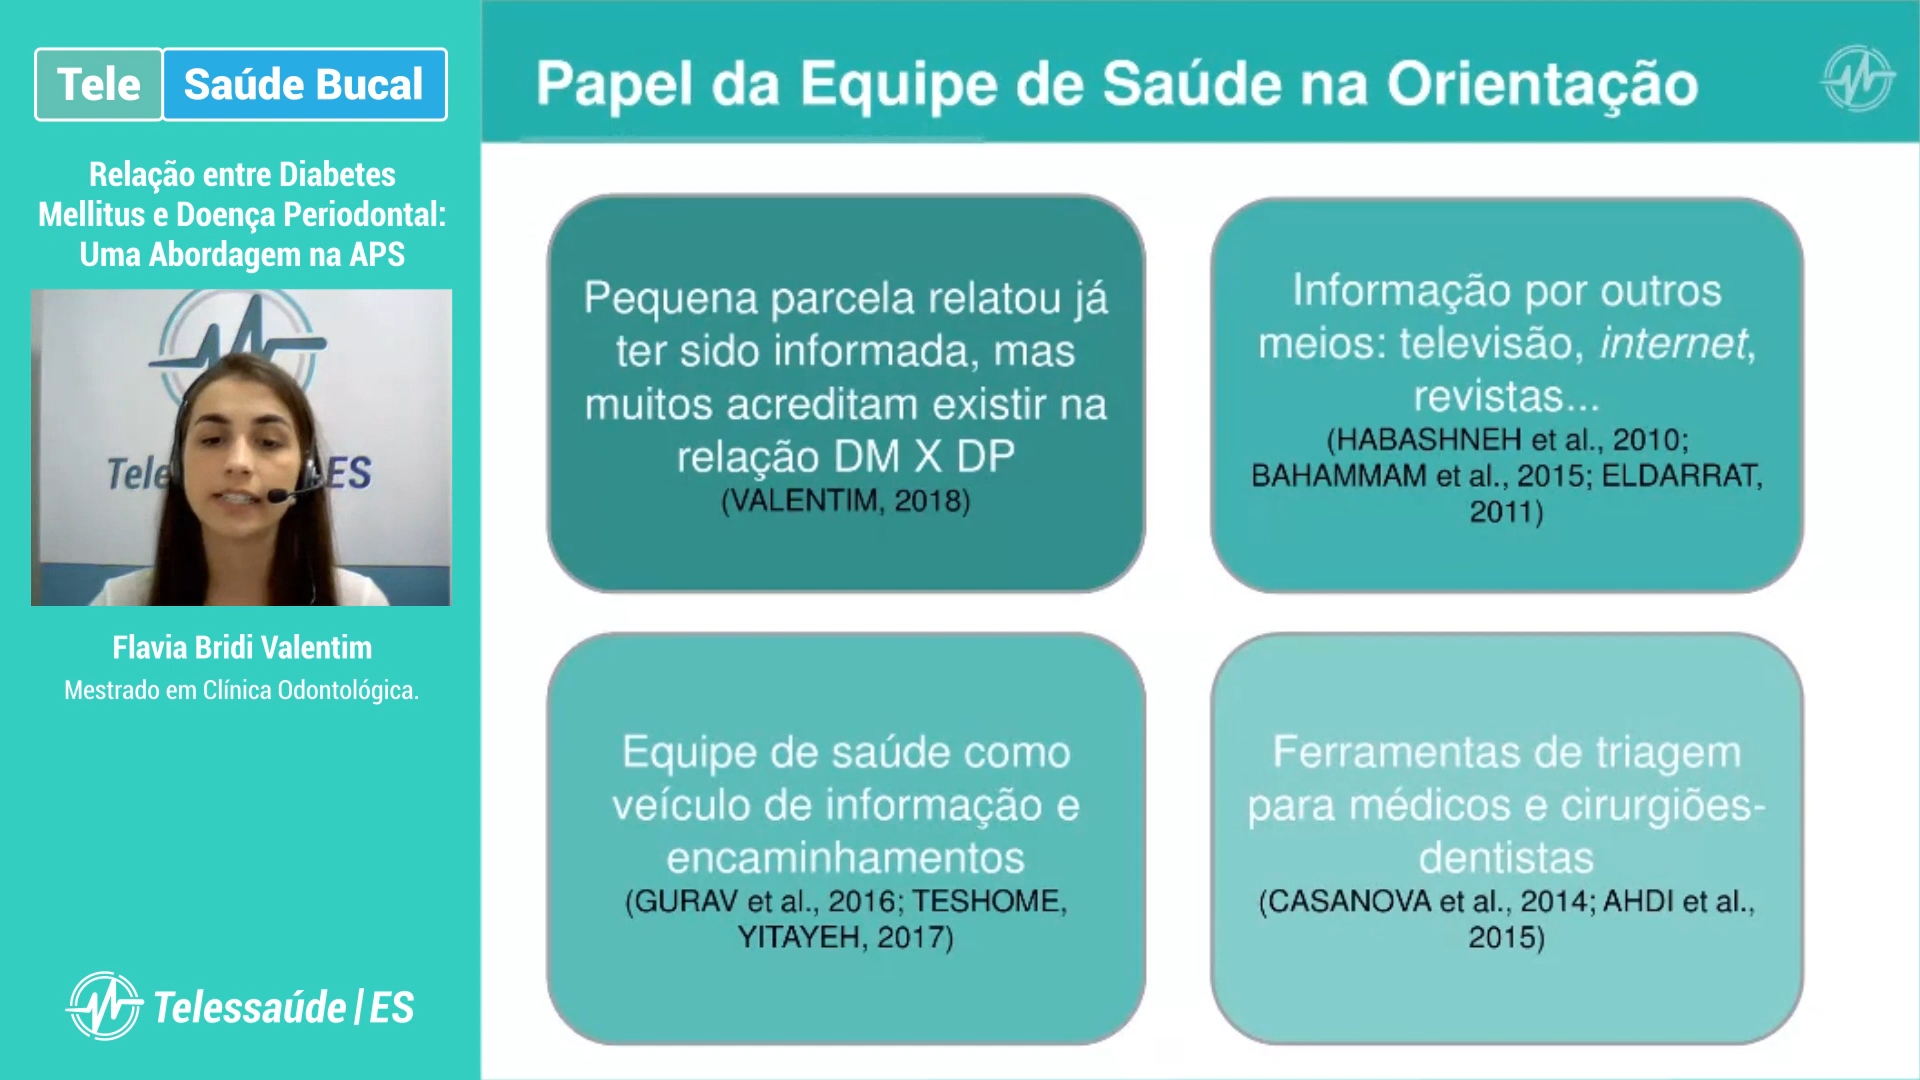 Tele Saúde Bucal
Relação entre Diabetes
Mellitus e Doença Periodontal:
Uma Abordagem na APS
Tele ES
Flavia Bridi Valentim
Mestrado em Clínica Odontológica.
Telessaúde|ES
Papel da Equipe de Saúde na Orientação
Pequena parcela relatou já
ter sido informada, mas
muitos acreditam existir na
relação DM X DP
(VALENTIM, 2018)
Informação por outros
meios: televisão, internet,
revistas...
(HABASHNEH et al., 2010;
BAHAMMAM et al., 2015; ELDARRAT,
2011)
Equipe de saúde como
veículo de informação e
encaminhamentos
(GURAV et al., 2016; TESHOME,
YITAYEH, 2017)
Ferramentas de triagem
para médicos e cirurgiões-
dentistas
(CASANOVA et al., 2014; AHDI et al.,
2015)